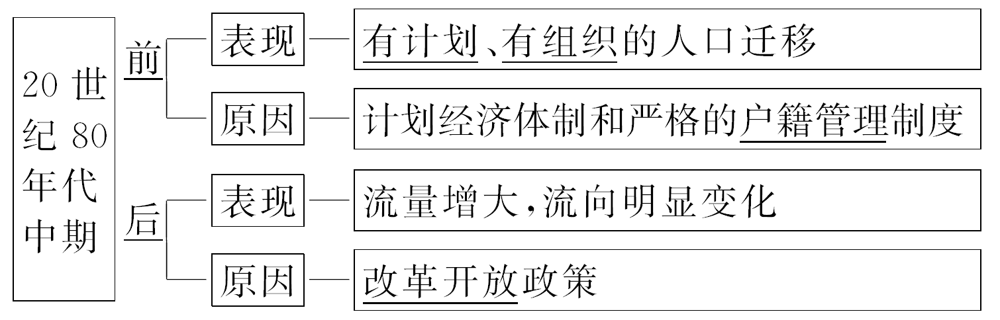 20世
纪80
年代
中期
前
表现
有计划、有组织的人口迁移
原因
计划经济体制和严格的户籍管理制度
后
表现
流量增大,流向明显变化
原因
改革开放政策